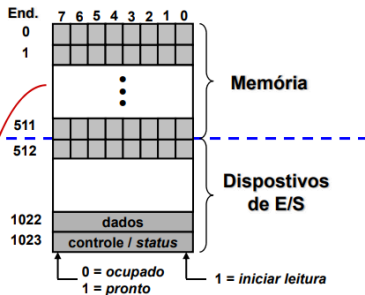 End. 7 6 5 4 3 2 1 0
0
1
Memória
511
512
Dispostivos
de E/S
1022 dados
1023 controle / status
0 = ocupado
1 = pronto
1 = iniciar leitura